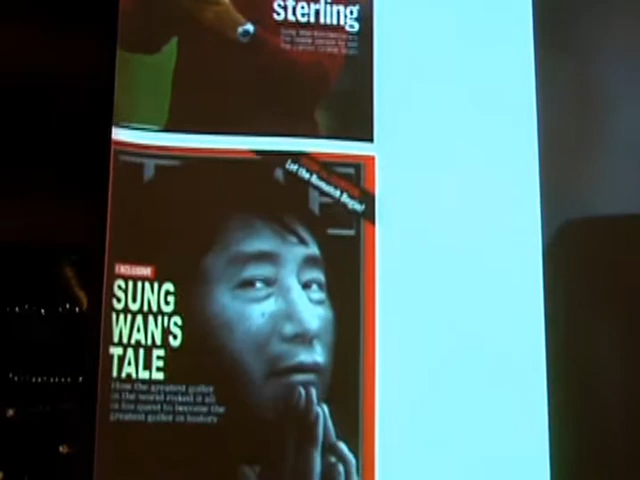 sterling
TIME
Let the Rematch Begin!
EXCLUSIVE
SUNG
WAN'S
TALE
How the greatest golfer
in the world risked it all
in his quest to become the
greatest golfer in history